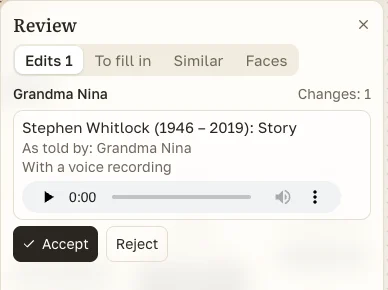 Review
Edits 1 To fill in Similar Faces
Grandma Nina Changes: 1
Stephen Whitlock (1946 – 2019): Story
As told by: Grandma Nina
With a voice recording
0:00
Accept Reject